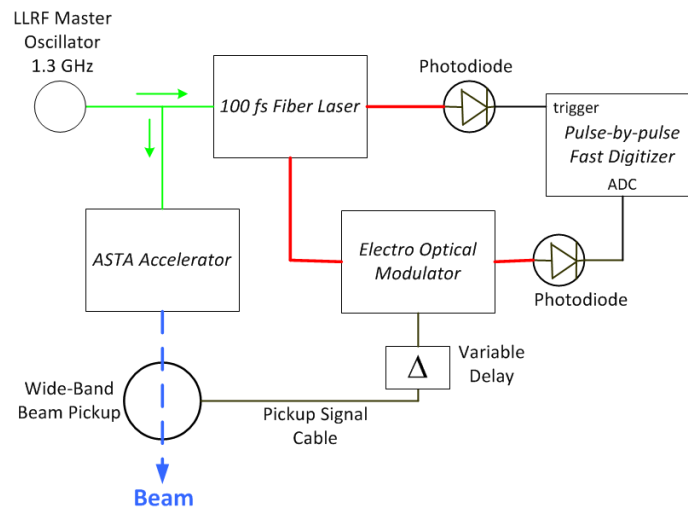 LLRF Master
Oscillator
1.3 GHz
100 fs Fiber Laser
Photodiode
trigger
Pulse-by-pulse
Fast Digitizer
ADC
ASTA Accelerator
Electro Optical
Modulator
Photodiode
Δ
Variable
Delay
Wide-Band
Beam Pickup
Pickup Signal
Cable
Beam